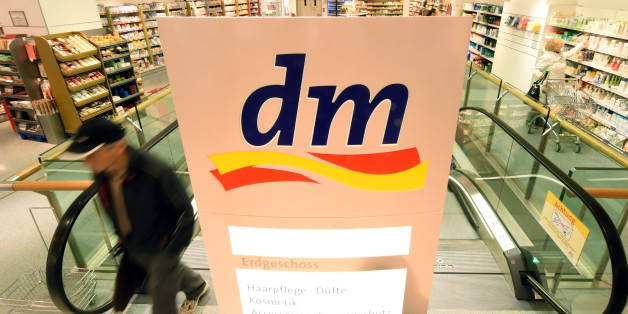 dm
Erdgeschoss
Haarpflege - Düfte
Kosmetik